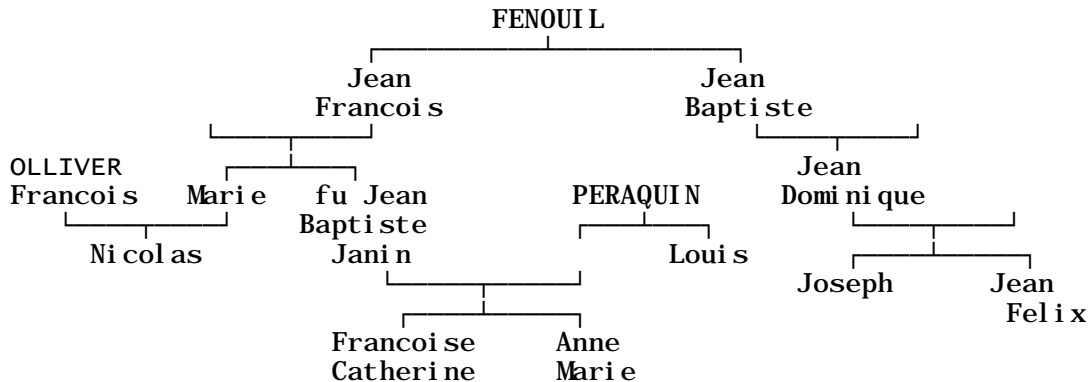 FENOUIL
Jean Jean
Francois Baptiste
OLLIVER Jean
Francois Marie fu Jean PERAQUIN Dominique
Baptiste
Nicolas Janin Louis
Joseph Jean
Felix
Francoise Anne
Catherine Marie